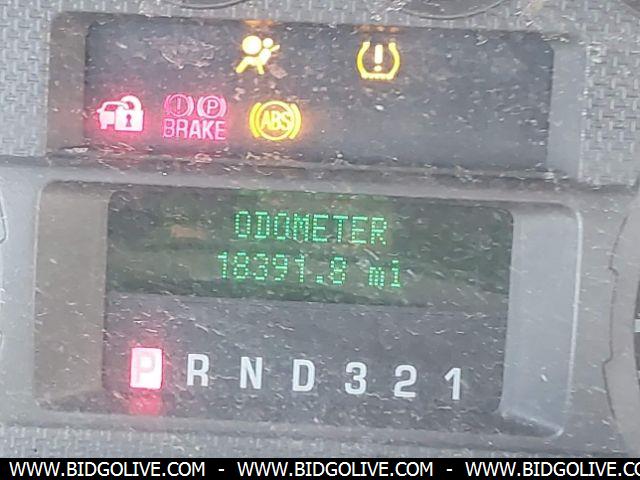 (!) (P)
BRAKE
ABS
ODOMETER
18391.8 mi
P R N D 3 2 1
WWW.BIDGOLIVE.COM - WWW.BIDGOLIVE.COM - WWW.BIDGOLIVE.COM